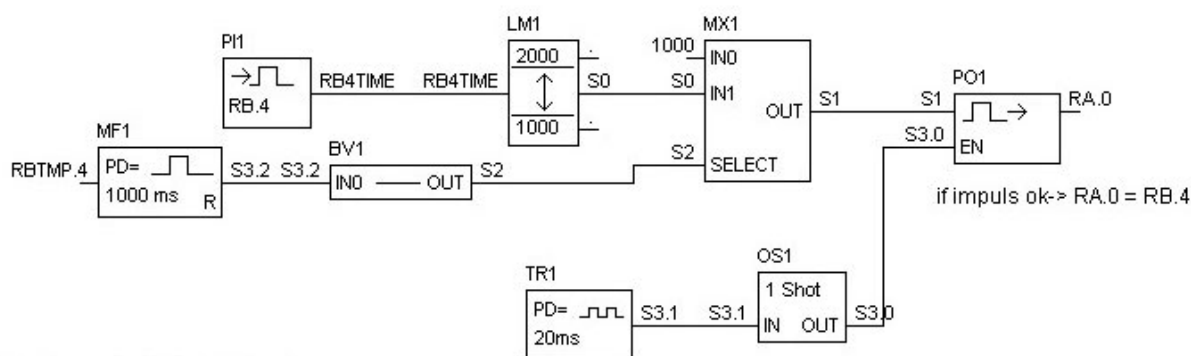 LM1
MX1
PI1
2000
1000
IN0
PO1
RB4TIME
RB4TIME
S0
S0
IN1
S1
S1
RA.0
RB.4
OUT
MF1
1000
S3.0
BV1
EN
RBTMP.4
PD=
S3.2
S3.2
IN0
OUT
S2
S2
SELECT
1000 ms
R
if impuls ok-> RA.0 = RB.4
OS1
TR1
1 Shot
PD=
S3.1
S3.1
IN
OUT
S3.0
20ms